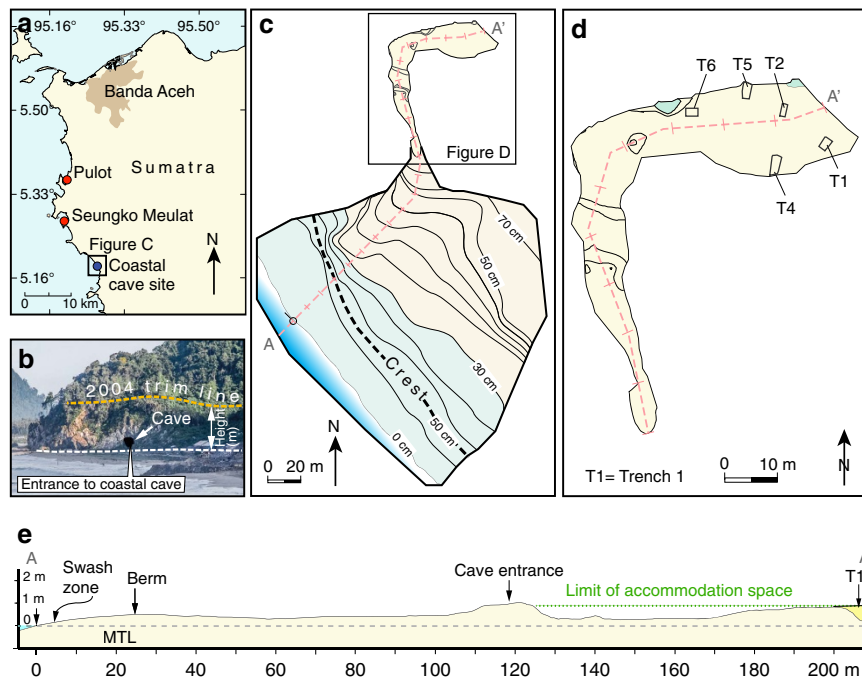 a
95.16° 95.33° 95.50°
Banda Aceh
5.50°
Sumatra
Pulot
5.33°
Seungko Meulat
Figure C
N
Coastal
cave site
5.16°
0 10 km
b
2004 trim line
Cave
Height
(m)
Entrance to coastal cave
c
A'
Figure D
70 cm
50 cm
A
Crest
30 cm
50 cm
0 cm
0 20 m
N
d
T5
T2
T6
A'
T1
T4
T1= Trench 1
0 10 m
N
e
A
2 m
Swash
zone
Berm
Cave entrance
Limit of accommodation space
T1
1 m
0
MTL
0 20 40 60 80 100 120 140 160 180 200 m